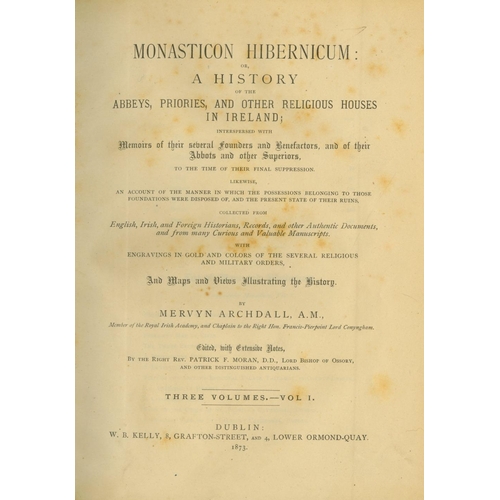 MONASTICON HIBERNICUM:
OR,
A HISTORY
OF THE
ABBEYS, PRIORIES, AND OTHER RELIGIOUS HOUSES
IN IRELAND;
INTERSPERSED WITH
Memoirs of their several Founders and Benefactors, and of their
Abbots and other Superiors,
TO THE TIME OF THEIR FINAL SUPPRESSION.
LIKEWISE,
AN ACCOUNT OF THE MANNER IN WHICH THE POSSESSIONS BELONGING TO THOSE
FOUNDATIONS WERE DISPOSED OF, AND THE PRESENT STATE OF THEIR RUINS,
COLLECTED FROM
English, Irish, and Foreign Historians, Records, and other Authentic Documents,
and from many Curious and Valuable Manuscripts.
WITH
ENGRAVINGS IN GOLD AND COLORS OF THE SEVERAL RELIGIOUS
AND MILITARY ORDERS,
And Maps and Views Illustrating the History.
BY
MERVYN ARCHDALL, A.M.,
Member of the Royal Irish Academy, and Chaplain to the Right Hon. Francis-Pierpoint Lord Conyngham.
Edited, with Extensive Notes,
BY THE RIGHT REV. PATRICK F. MORAN, D.D., LORD BISHOP OF OSSORY,
AND OTHER DISTINGUISHED ANTIQUARIANS.
THREE VOLUMES.—VOL I.
DUBLIN:
W. B. KELLY, 8, GRAFTON-STREET, AND 4, LOWER ORMOND-QUAY.
1873.